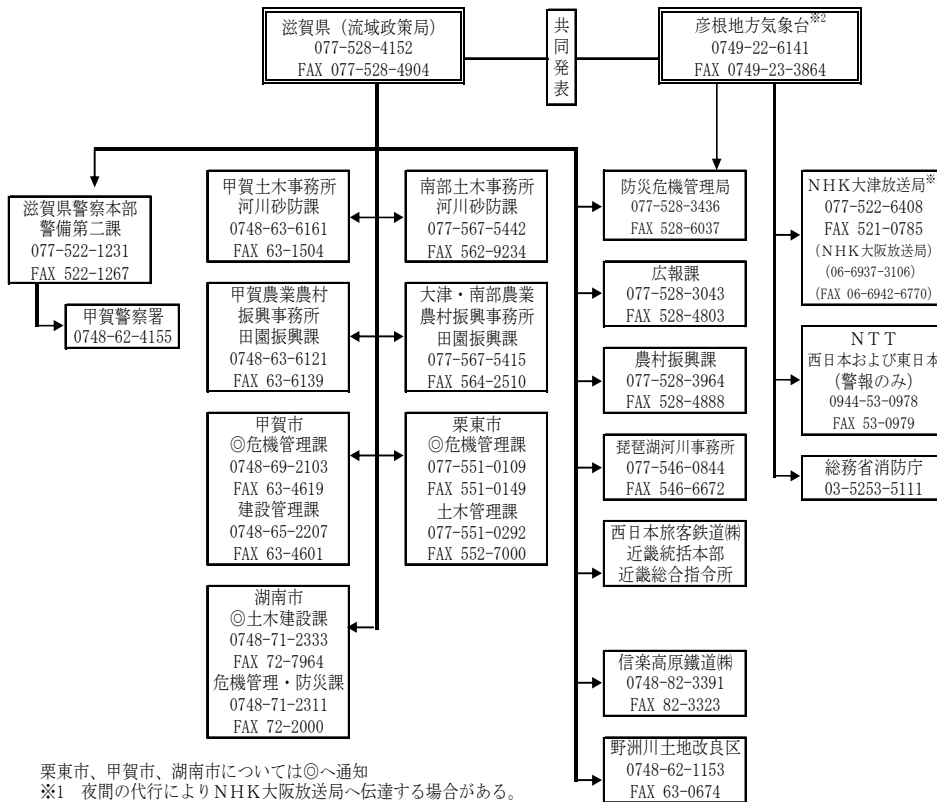 滋賀県（流域政策局）
077-528-4152
FAX 077-528-4904
共同発表
彦根地方気象台※2
0749-22-6141
FAX 0749-23-3864
滋賀県警察本部
警備第二課
077-522-1231
FAX 522-1267
甲賀警察署
0748-62-4155
甲賀土木事務所
河川砂防課
0748-63-6161
FAX 63-1504
南部土木事務所
河川砂防課
077-567-5442
FAX 562-9234
甲賀農業農村
振興事務所
田園振興課
0748-63-6121
FAX 63-6139
大津・南部農業
農村振興事務所
田園振興課
077-567-5415
FAX 564-2510
甲賀市
◎危機管理課
0748-69-2103
FAX 63-4619
建設管理課
0748-65-2207
FAX 63-4601
栗東市
◎危機管理課
077-551-0109
FAX 551-0149
土木管理課
077-551-0292
FAX 552-7000
湖南市
◎土木建設課
0748-71-2333
FAX 72-7964
危機管理・防災課
0748-71-2311
FAX 72-2000
防災危機管理局
077-528-3436
FAX 528-6037
広報課
077-528-3043
FAX 528-4803
農村振興課
077-528-3964
FAX 528-4888
琵琶湖河川事務所
077-546-0844
FAX 546-6672
西日本旅客鉄道㈱
近畿統括本部
近畿総合指令所
信楽高原鐵道㈱
0748-82-3391
FAX 82-3323
野洲川土地改良区
0748-62-1153
FAX 63-0674
NHK大津放送局※
077-522-6408
FAX 521-0785
(NHK大阪放送局)
(06-6937-3106)
(FAX 06-6942-6770)
NTT
西日本および東日本
(警報のみ)
0944-53-0978
FAX 53-0979
総務省消防庁
03-5253-5111
栗東市、甲賀市、湖南市については◎へ通知
※1　夜間の代行によりNHK大阪放送局へ伝達する場合がある。